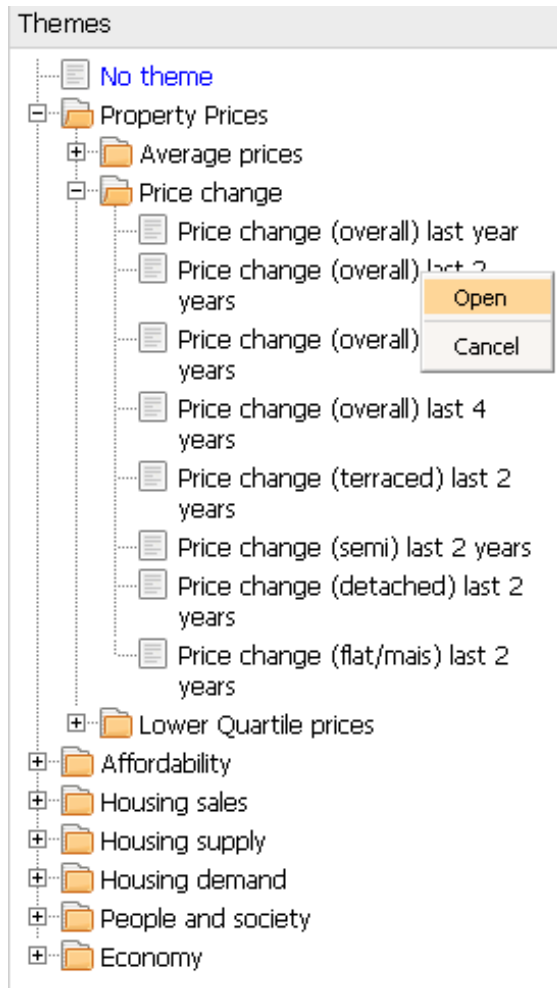 Themes
No theme
Property Prices
Average prices
Price change
Price change (overall) last year
Price change (overall) last 2
years
Open
Price change (overall)
years
Cancel
Price change (overall) last 4
years
Price change (terraced) last 2
years
Price change (semi) last 2 years
Price change (detached) last 2
years
Price change (flat/mais) last 2
years
Lower Quartile prices
Affordability
Housing sales
Housing supply
Housing demand
People and society
Economy